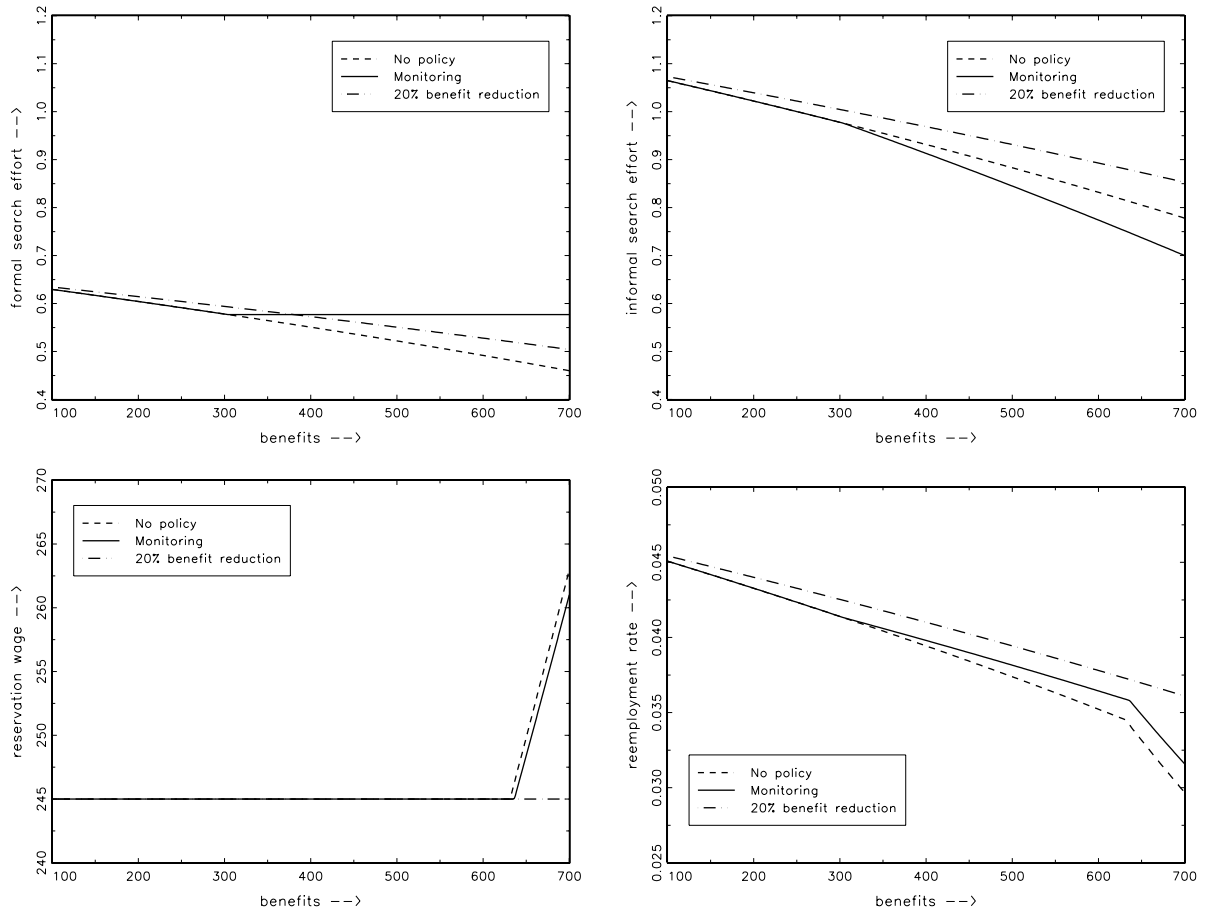 formal search effort -->
0.4 0.5 0.6 0.7 0.8 0.9 1.0 1.1 1.2
No policy
Monitoring
20% benefit reduction
100 200 300 400 500 600 700
benefits -->
informal search effort -->
0.4 0.5 0.6 0.7 0.8 0.9 1.0 1.1 1.2
No policy
Monitoring
20% benefit reduction
100 200 300 400 500 600 700
benefits -->
reservation wage -->
240 245 250 255 260 265 270
No policy
Monitoring
20% benefit reduction
100 200 300 400 500 600 700
benefits -->
reemployment rate -->
0.025 0.030 0.035 0.040 0.045 0.050
No policy
Monitoring
20% benefit reduction
100 200 300 400 500 600 700
benefits -->